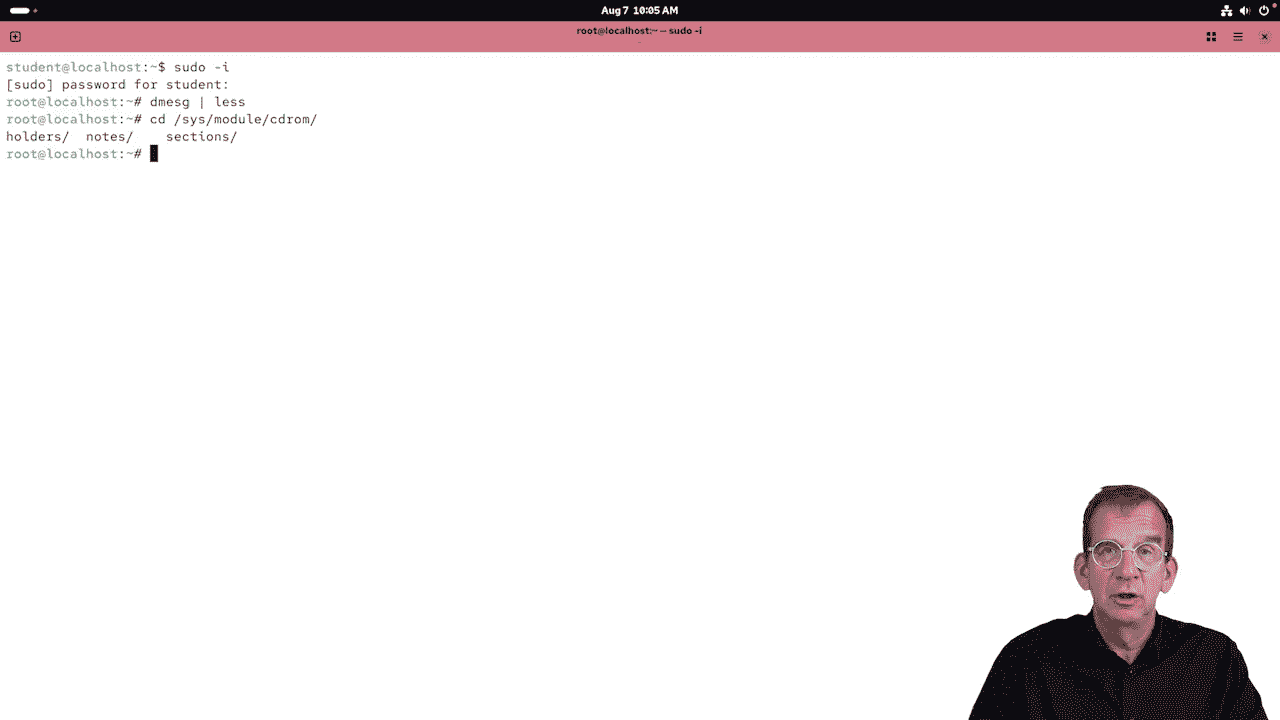 Aug 7 10:05 AM
root@localhost:~ — sudo -i
student@localhost:~$ sudo -i
[sudo] password for student:
root@localhost:~# dmesg | less
root@localhost:~# cd /sys/module/cdrom/
holders/  notes/    sections/
root@localhost:~#